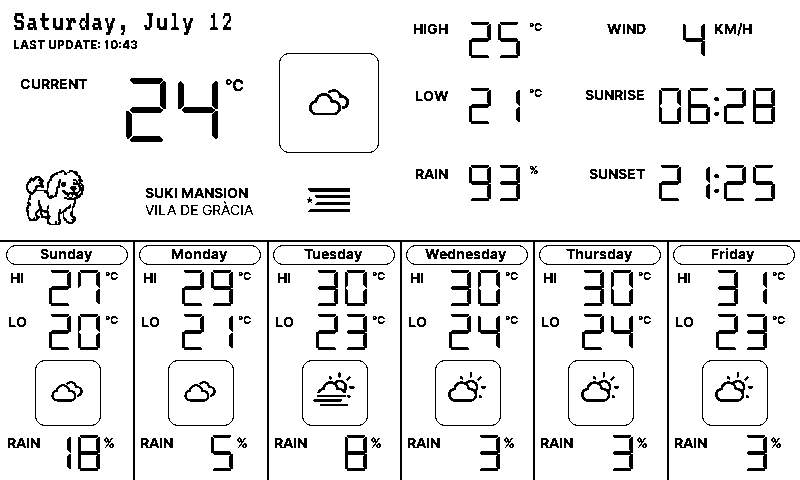 Saturday, July 12
LAST UPDATE: 10:43
CURRENT 24 °C
HIGH 25 °C
WIND 4 KM/H
LOW 21 °C
SUNRISE 06:28
RAIN 93 %
SUNSET 21:25
SUKI MANSION
VILA DE GRÀCIA
Sunday
HI 27 °C
LO 20 °C
RAIN 18 %
Monday
HI 29 °C
LO 21 °C
RAIN 5 %
Tuesday
HI 30 °C
LO 23 °C
RAIN 8 %
Wednesday
HI 30 °C
LO 24 °C
RAIN 3 %
Thursday
HI 30 °C
LO 24 °C
RAIN 3 %
Friday
HI 31 °C
LO 23 °C
RAIN 3 %